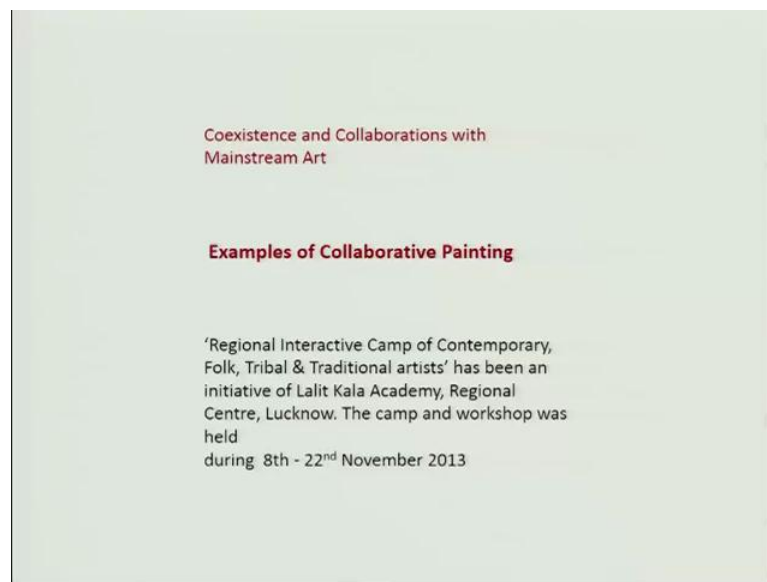 Coexistence and Collaborations with
Mainstream Art
Examples of Collaborative Painting
‘Regional Interactive Camp of Contemporary,
Folk, Tribal & Traditional artists’ has been an
initiative of Lalit Kala Academy, Regional
Centre, Lucknow. The camp and workshop was
held
during 8th - 22nd November 2013